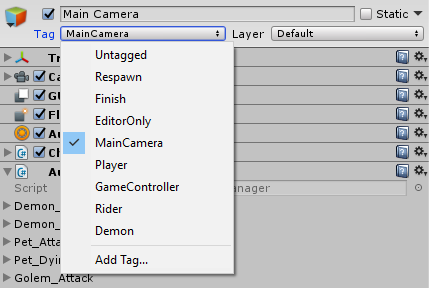 Main Camera Static
Tag MainCamera Layer Default
Untagged
Respawn
Finish
EditorOnly
MainCamera
Player
GameController
Rider
Demon
Add Tag...
Tr
Ca
GU
Fl
Au
Cl
Au
Script anager
Demon_
Demon_
Pet_Atta
Pet_Dyin
Golem_Attack